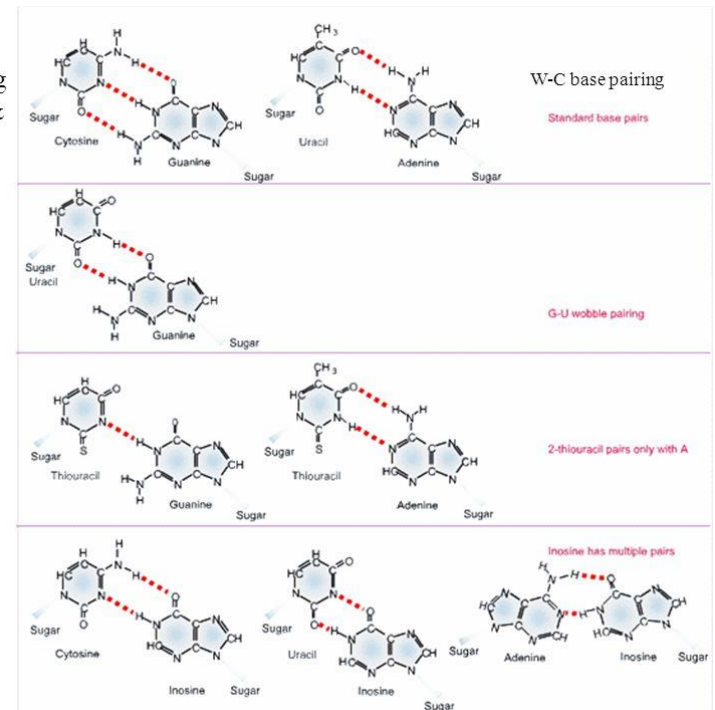 g
W-C base pairing
Standard base pairs
Sugar
Cytosine
Guanine
Sugar
Uracil
Adenine
Sugar
Sugar
Uracil
Guanine
Sugar
G-U wobble pairing
Sugar
Thiouracil
Guanine
Sugar
Sugar
Thiouracil
Adenine
Sugar
2-thiouracil pairs only with A
Inosine has multiple pairs
Sugar
Cytosine
Inosine
Sugar
Sugar
Uracil
Inosine
Sugar
Sugar
Adenine
Inosine
Sugar